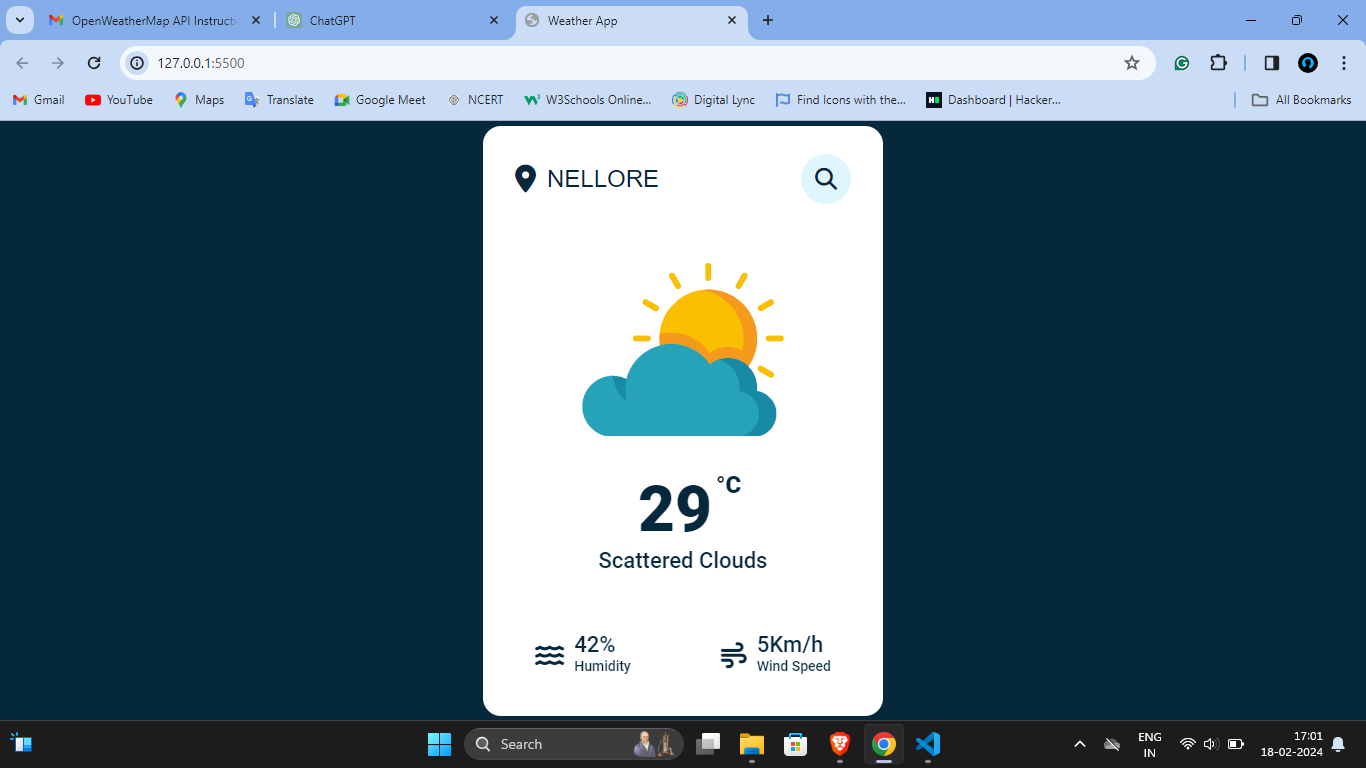 OpenWeatherMap API Instructi
ChatGPT
Weather App
127.0.0.1:5500
Gmail
YouTube
Maps
Translate
Google Meet
NCERT
W3Schools Online...
Digital Lync
Find Icons with the...
Dashboard | Hacker...
All Bookmarks
NELLORE
29 °C
Scattered Clouds
42%
Humidity
5Km/h
Wind Speed
Search
ENG
IN
17:01
18-02-2024